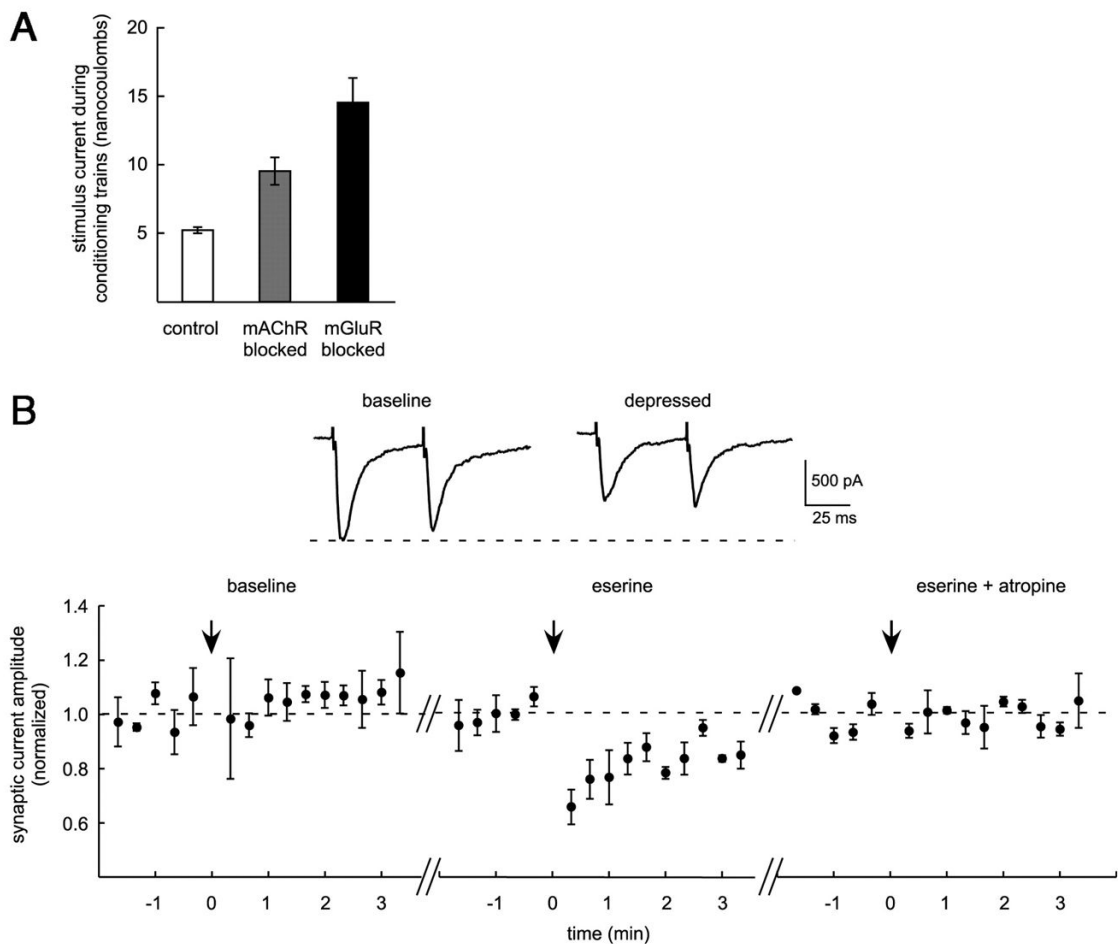 A
stimulus current during
conditioning trains (nanocoulombs)
20
15
10
5
control
mAChR
blocked
mGluR
blocked
B
baseline
depressed
500 pA
25 ms
baseline
eserine
eserine + atropine
synaptic current amplitude
(normalized)
1.4
1.2
1.0
0.8
0.6
-1 0 1 2 3
-1 0 1 2 3
-1 0 1 2 3
time (min)